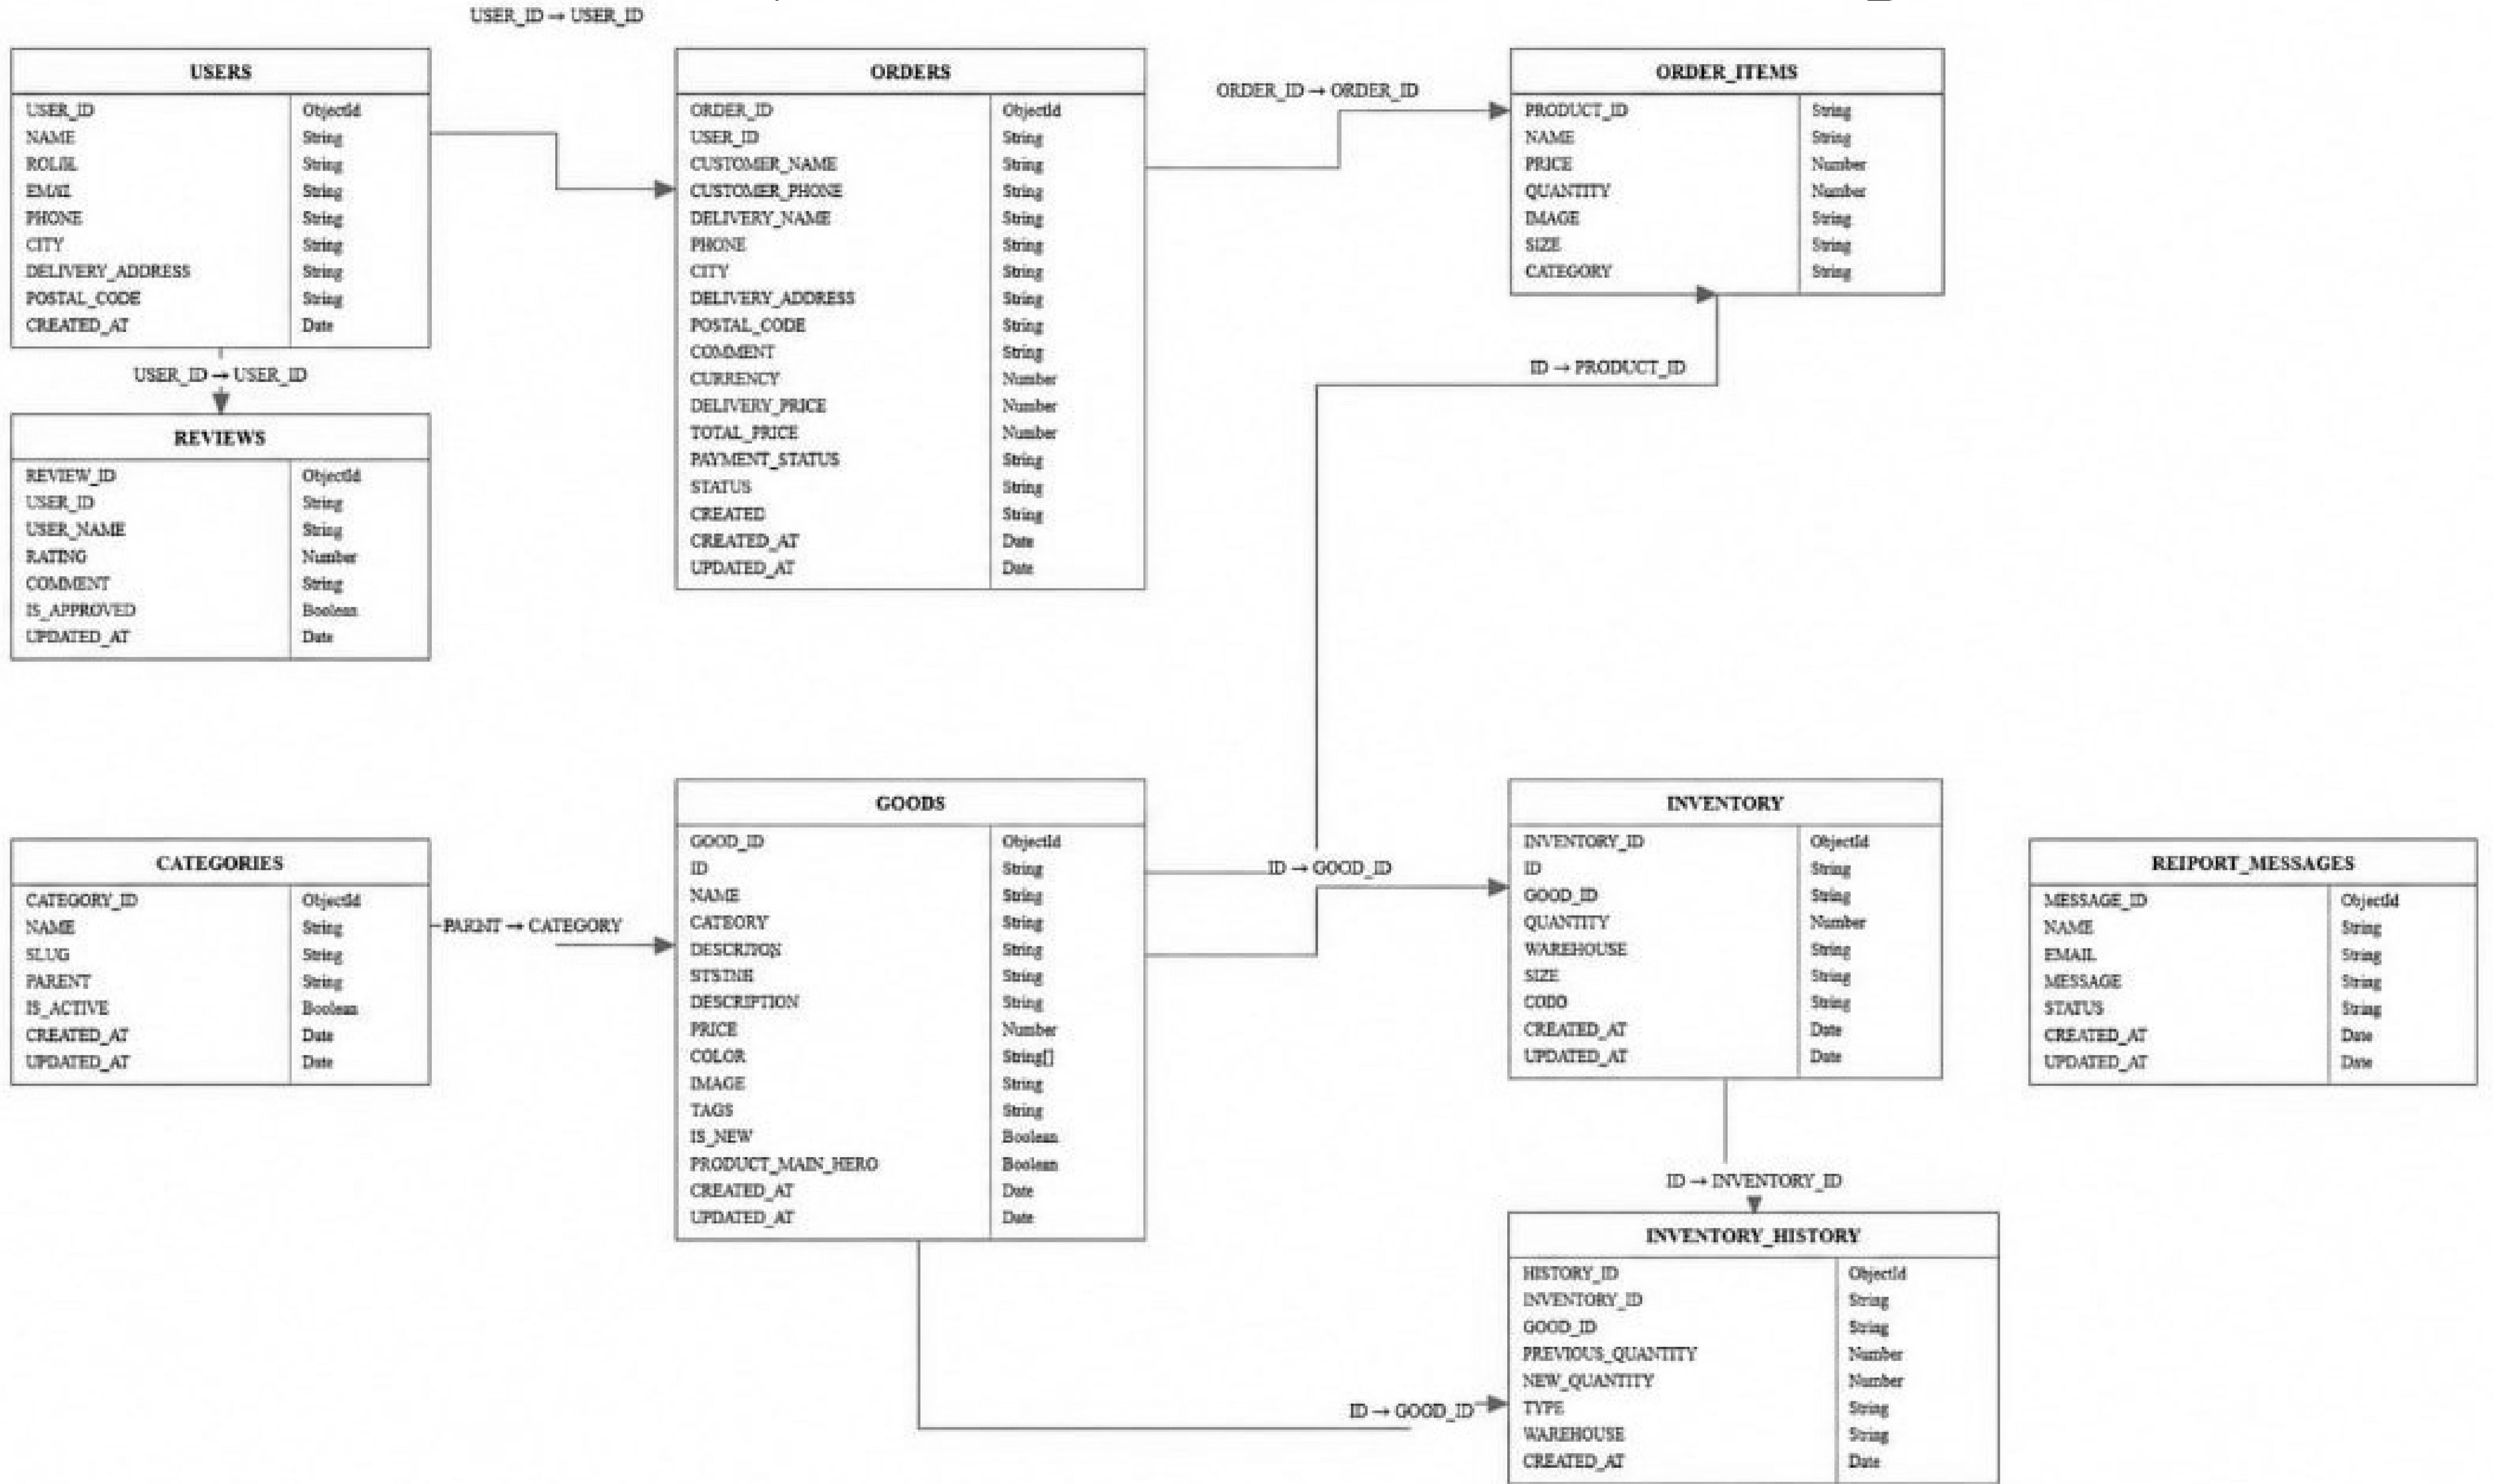 USER_ID → USER_ID
USERS
USER_ID ObjectId
NAME String
String
String
PHONE String
CITY String
DELIVERY_ADDRESS String
POSTAL_CODE String
CREATED_AT Date
USER_ID → USER_ID
REVIEWS
REVIEW_ID ObjectId
USER_ID String
USER_NAME String
RATING Number
COMMENT String
IS_APPROVED Boolean
UPDATED_AT Date
ORDERS
ORDER_ID ObjectId
USER_ID String
CUSTOMER_NAME String
CUSTOMER_PHONE String
DELIVERY_NAME String
PHONE String
CITY String
DELIVERY_ADDRESS String
POSTAL_CODE String
COMMENT String
CURRENCY Number
DELIVERY_PRICE Number
TOTAL_PRICE Number
PAYMENT_STATUS String
STATUS String
CREATED String
CREATED_AT Date
UPDATED_AT Date
ORDER_ID → ORDER_ID
ORDER_ITEMS
PRODUCT_ID String
NAME String
PRICE Number
QUANTITY Number
IMAGE String
SIZE String
CATEGORY String
ID → PRODUCT_ID
CATEGORIES
CATEGORY_ID ObjectId
NAME String
SLUG String
PARENT String
IS_ACTIVE Boolean
CREATED_AT Date
UPDATED_AT Date
→ CATEGORY
GOODS
GOOD_ID ObjectId
ID String
NAME String
CATEORY String
String
String
DESCRIPTION String
PRICE Number
COLOR String[]
IMAGE String
TAGS String
IS_NEW Boolean
PRODUCT_MAIN_HERO Boolean
CREATED_AT Date
UPDATED_AT Date
ID → GOOD_ID
INVENTORY
INVENTORY_ID ObjectId
ID String
GOOD_ID String
QUANTITY Number
WAREHOUSE String
SIZE String
String
CREATED_AT Date
UPDATED_AT Date
REIPORT_MESSAGES
MESSAGE_ID ObjectId
NAME String
EMAIL String
MESSAGE String
STATUS String
CREATED_AT Date
UPDATED_AT Date
ID → INVENTORY_ID
INVENTORY_HISTORY
HISTORY_ID ObjectId
INVENTORY_ID String
GOOD_ID String
PREVIOUS_QUANTITY Number
NEW_QUANTITY Number
TYPE String
WAREHOUSE String
CREATED_AT Date
ID → GOOD_ID